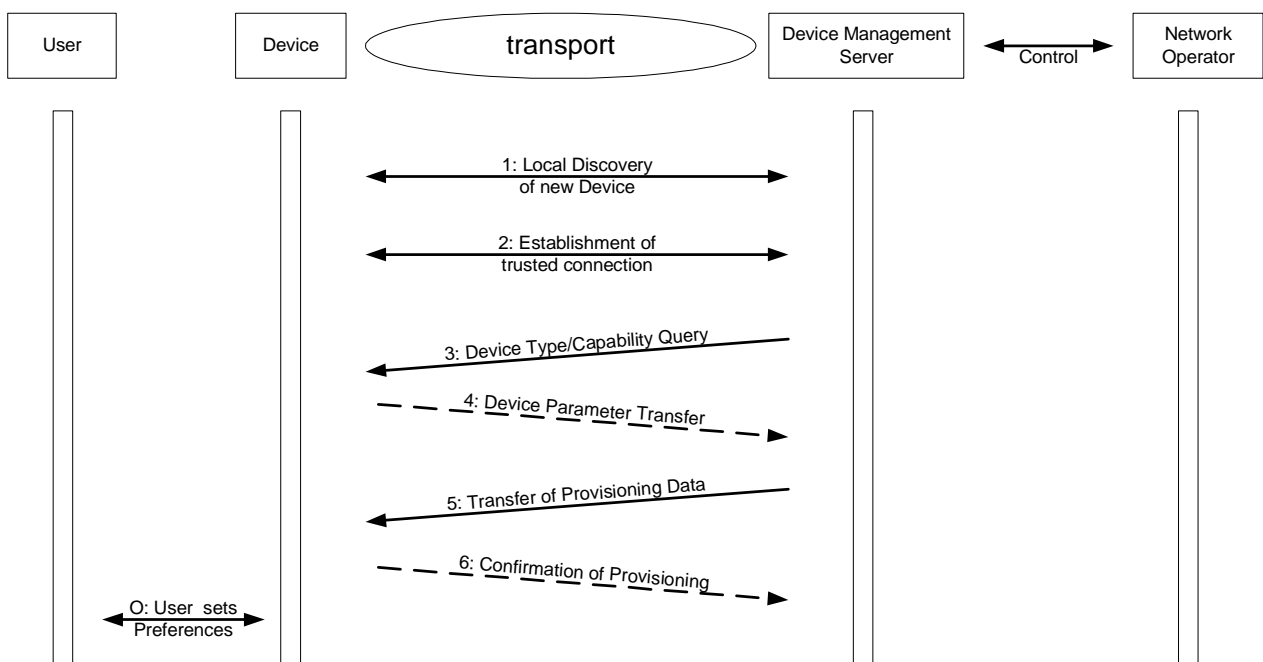 User
Device
transport
Device Management
Server
Control
Network
Operator
1: Local Discovery
of new Device
2: Establishment of
trusted connection
3: Device Type/Capability Query
4: Device Parameter Transfer
5: Transfer of Provisioning Data
6: Confirmation of Provisioning
O: User sets
Preferences